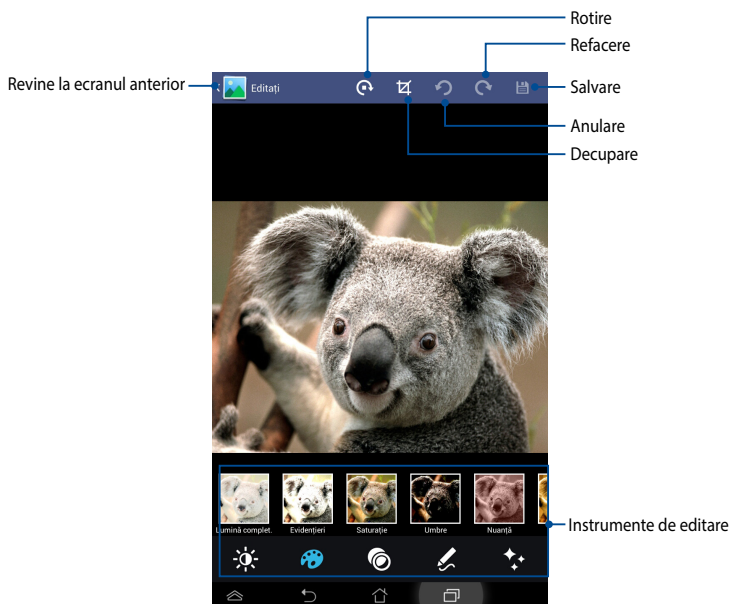 Rotire
Refacere
Revine la ecranul anterior
Editați
Salvare
Anulare
Decupare
Lumină complet.
Evidențieri
Saturație
Umbre
Nuanță
Instrumente de editare